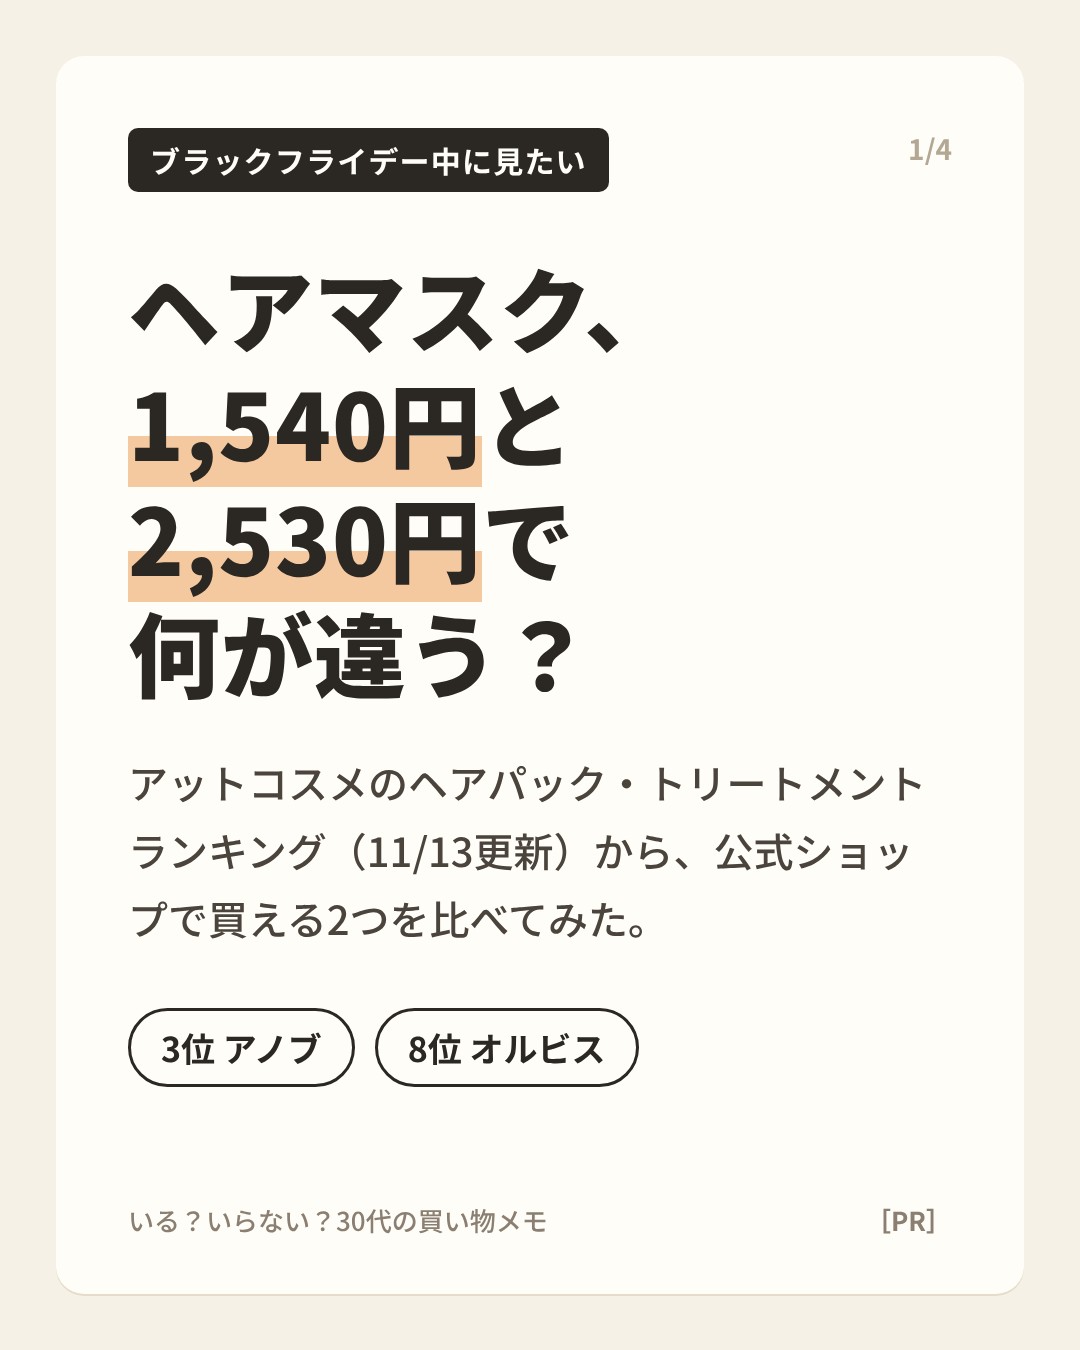 ブラックフライデー中に見たい
1/4
ヘアマスク、
1,540円と
2,530円で
何が違う？
アットコスメのヘアパック・トリートメント
ランキング（11/13更新）から、公式ショッ
プで買える2つを比べてみた。
3位 アノブ
8位 オルビス
いる？いらない？30代の買い物メモ
[PR]